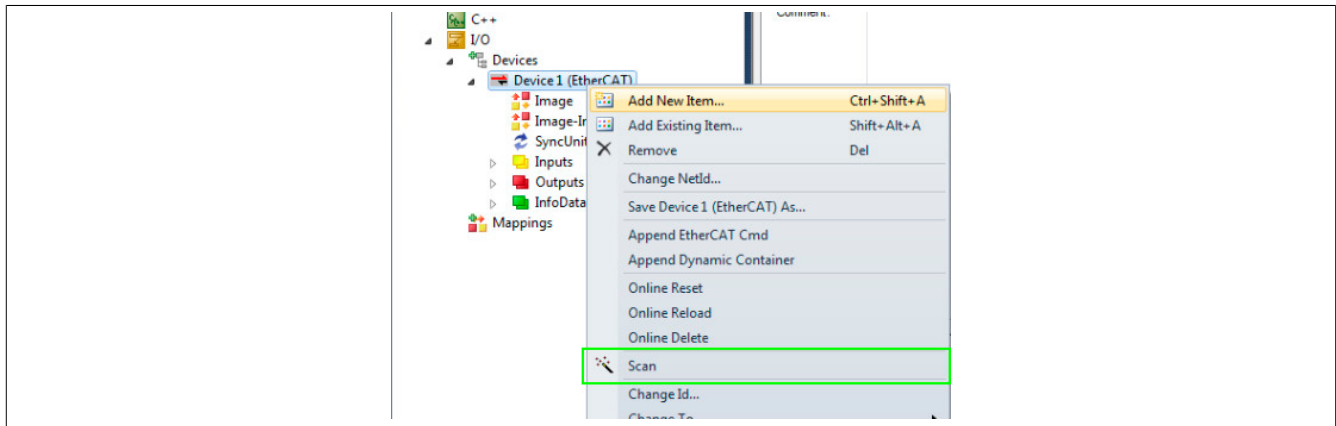 C++
Comment:
I/O
Devices
Device 1 (EtherCAT)
Image
Add New Item... Ctrl+Shift+A
Image-In
Add Existing Item... Shift+Alt+A
SyncUnit
Remove Del
Inputs
Change NetId...
Outputs
InfoData
Save Device 1 (EtherCAT) As...
Mappings
Append EtherCAT Cmd
Append Dynamic Container
Online Reset
Online Reload
Online Delete
Scan
Change Id...
Change To